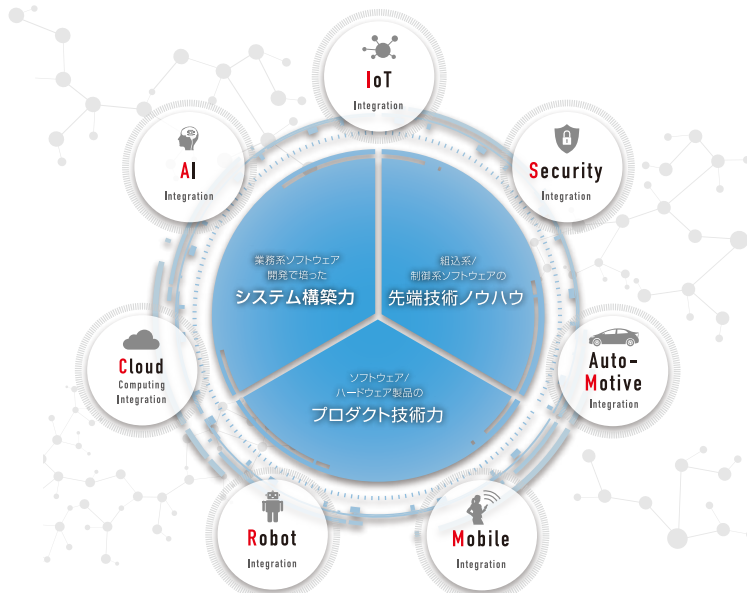 IoT
Integration
AI
Integration
Security
Integration
業務系ソフトウェア
開発で培った
システム構築力
組込系/
制御系ソフトウェアの
先端技術ノウハウ
Cloud
Computing
Integration
ソフトウェア/
ハードウェア製品の
プロダクト技術力
Auto-
Motive
Integration
Robot
Integration
Mobile
Integration